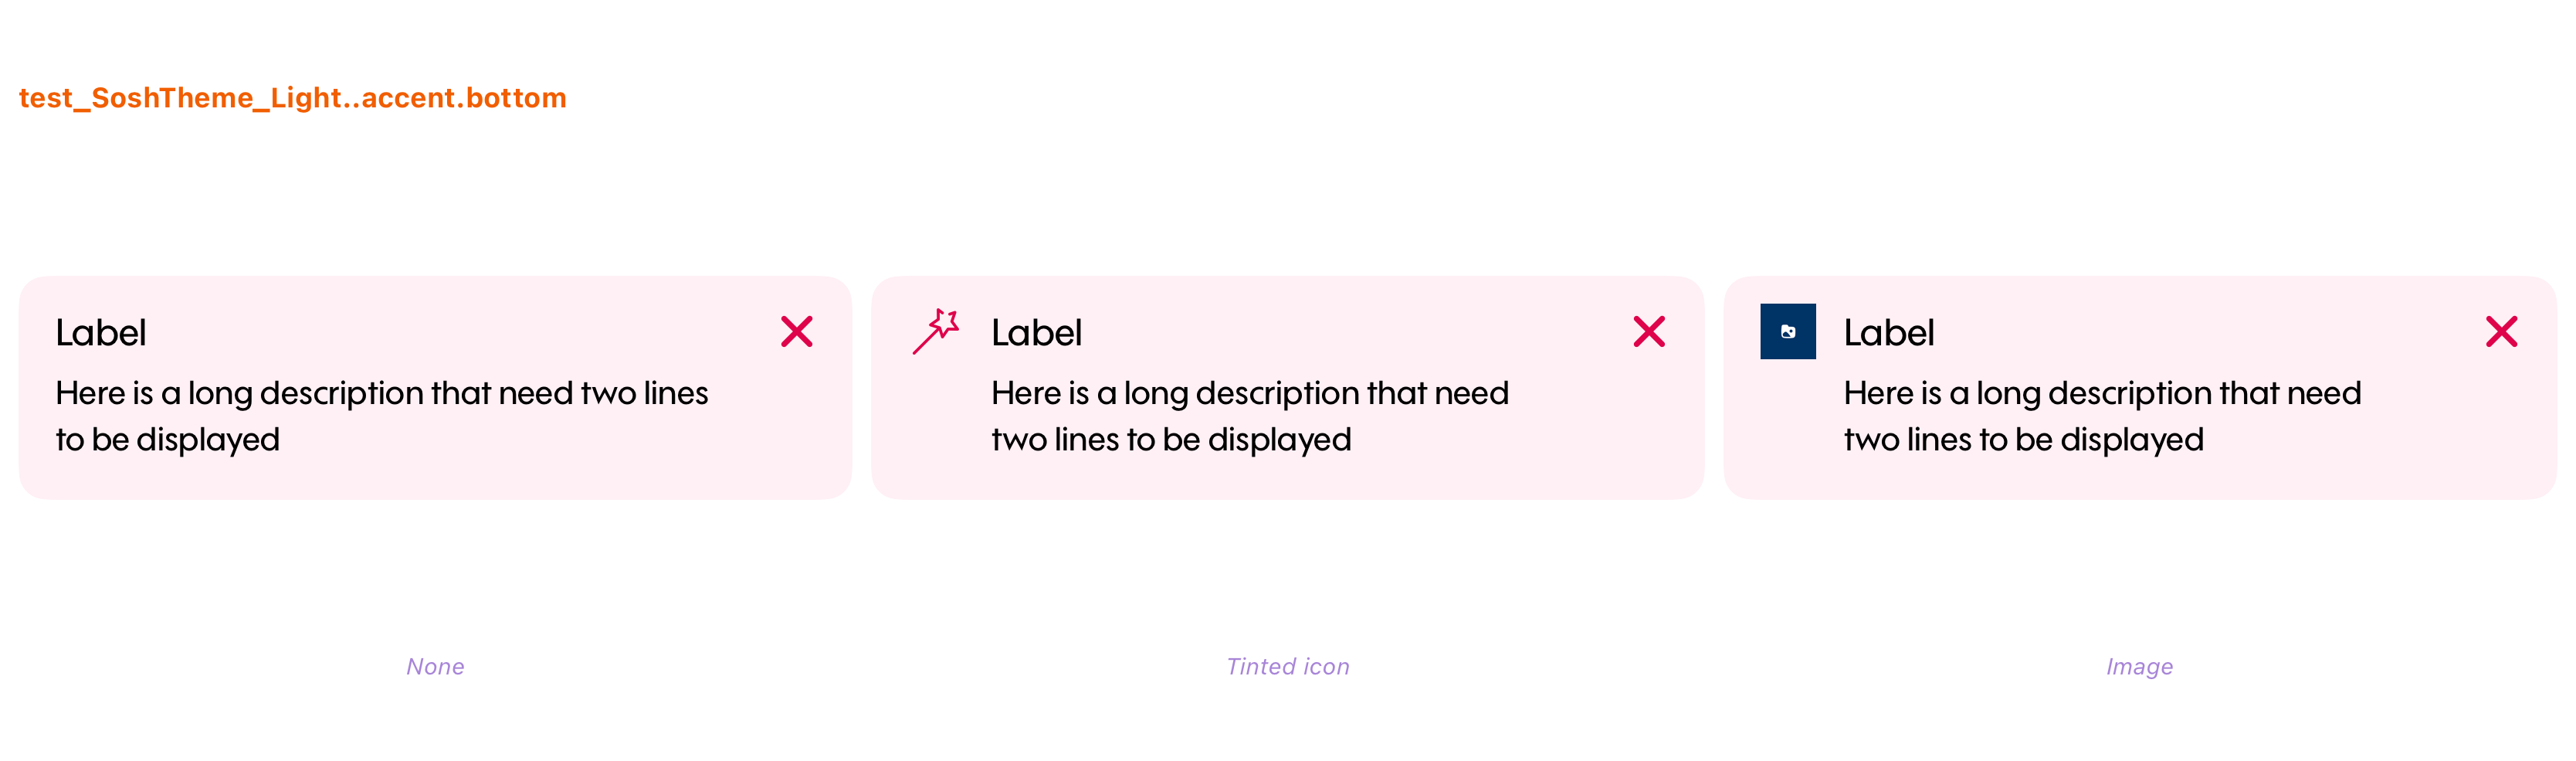 test_SoshTheme_Light..accent.bottom
Label
Here is a long description that need two lines
to be displayed
Label
Here is a long description that need
two lines to be displayed
Label
Here is a long description that need
two lines to be displayed
None
Tinted icon
Image